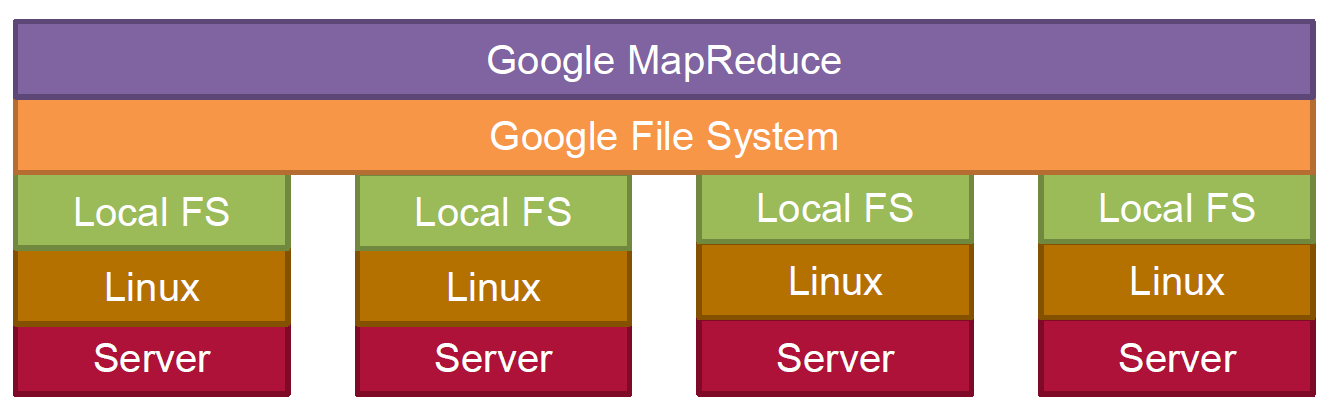 Google MapReduce
Google File System
Local FS Local FS Local FS Local FS
Linux Linux Linux Linux
Server Server Server Server